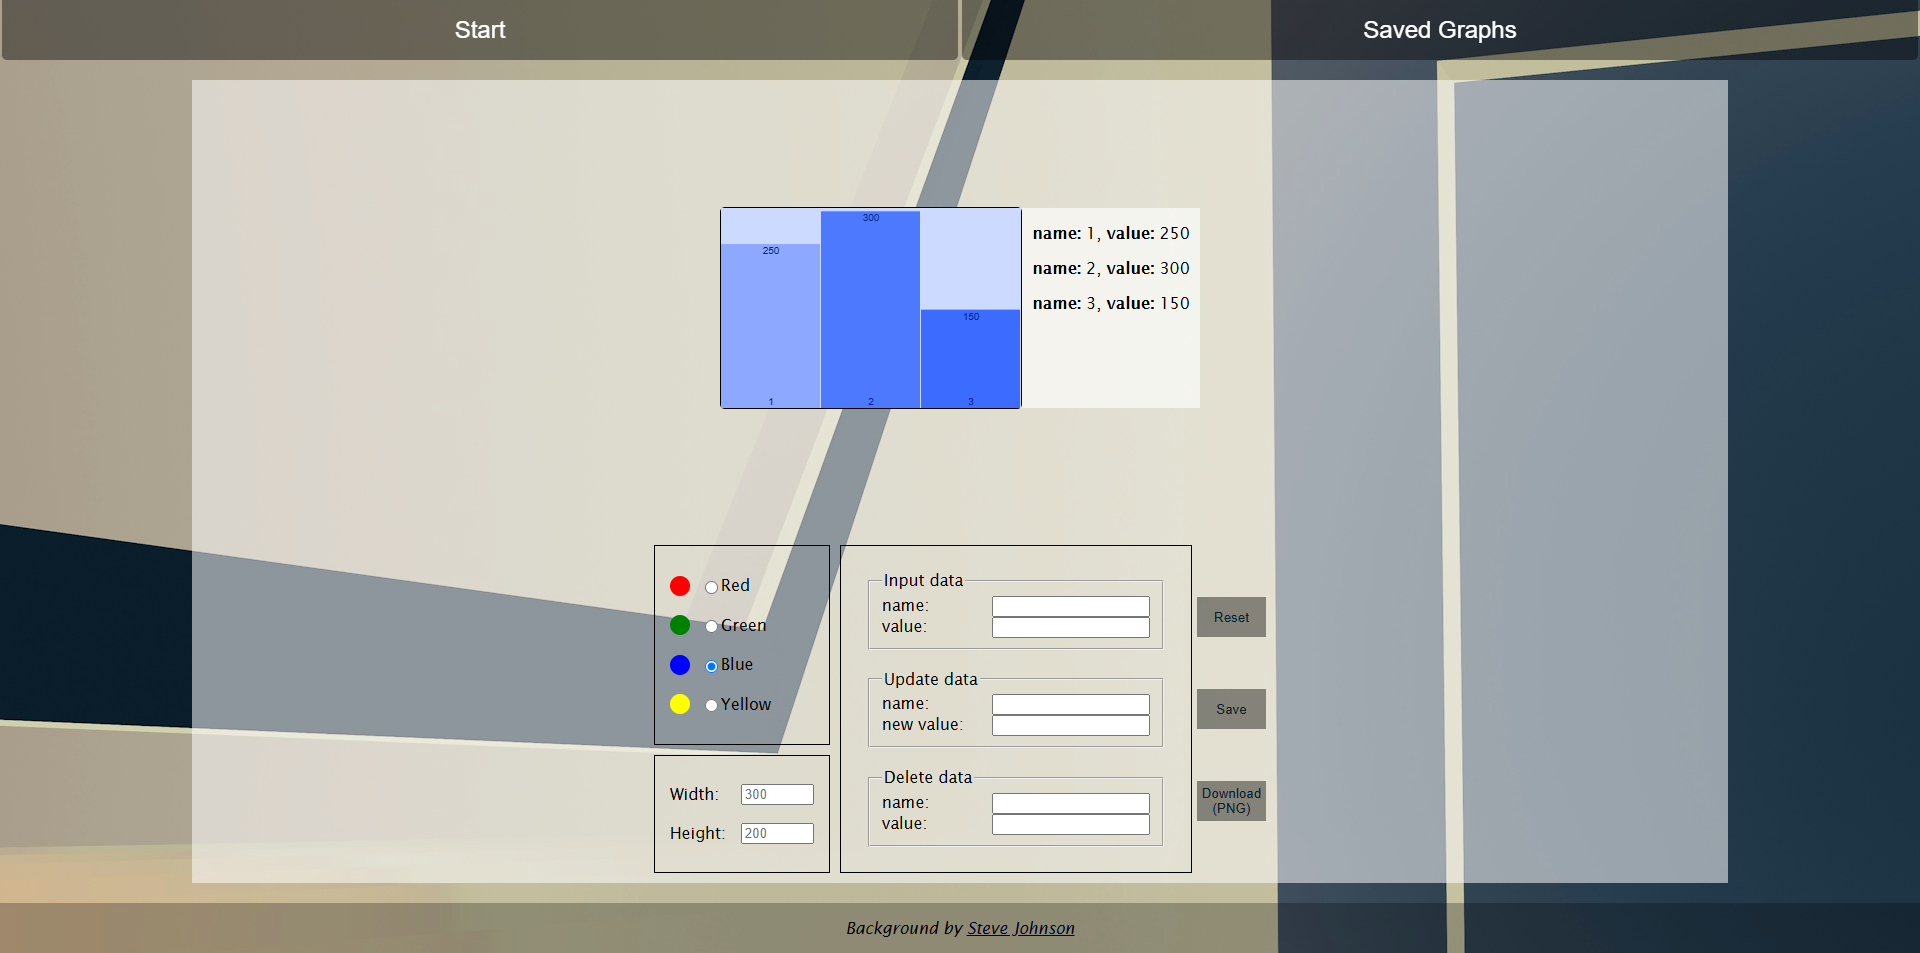 Start
Saved Graphs
250
300
150
1
2
3
name: 1, value: 250
name: 2, value: 300
name: 3, value: 150
Red
Green
Blue
Yellow
Width: 300
Height: 200
Input data
name:
value:
Update data
name:
new value:
Delete data
name:
value:
Reset
Save
Download
(PNG)
Background by Steve Johnson